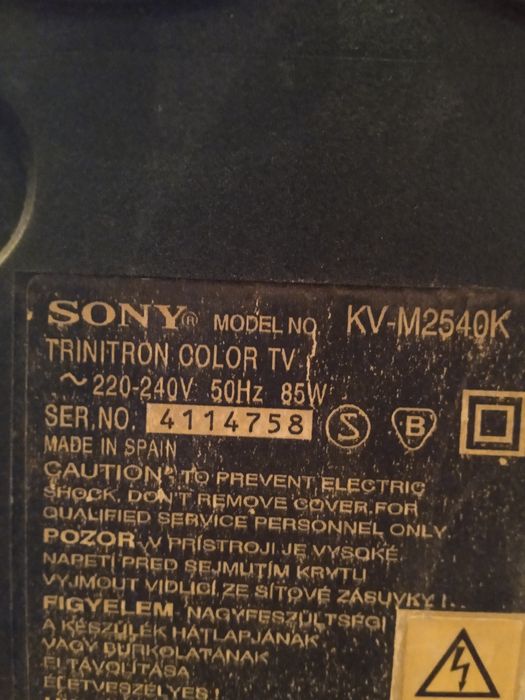 SONY® MODEL NO. KV-M2540K
TRINITRON COLOR TV
~ 220-240V 50Hz 85W
SER.NO. 4114758 S B
MADE IN SPAIN
CAUTION TO PREVENT ELECTRIC
SHOCK, DON'T REMOVE COVER.FOR
QUALIFIED SERVICE PERSONNEL ONLY
POZOR V PŘÍSTROJI JE VYSOKÉ
NAPĚTÍ PŘED SEJMUTÍM KRYTU
VYJMOUT VIDLICI ZE SÍTOVÉ ZÁSUVKY !
FIGYELEM NAGYFESZÜLTSÉG!
A KÉSZÜLÉK HÁTLAPJÁNAK
VAGY BURKOLATÁNAK
ELTÁVOLÍTÁSA
ÉLETVESZÉLYES !